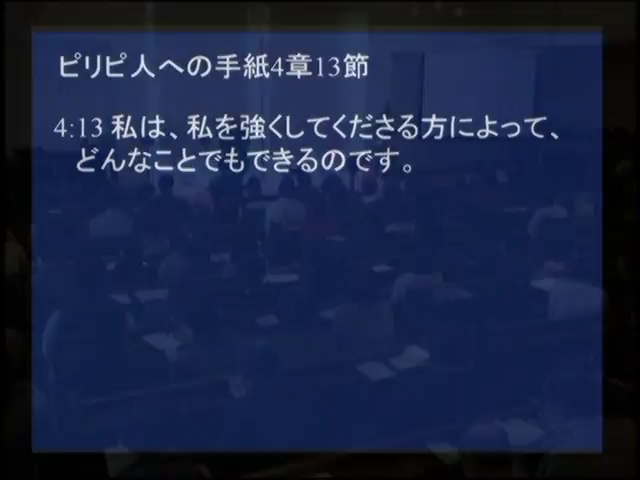 ピリピ人への手紙4章13節
4:13 私は、私を強くしてくださる方によって、
どんなことでもできるのです。